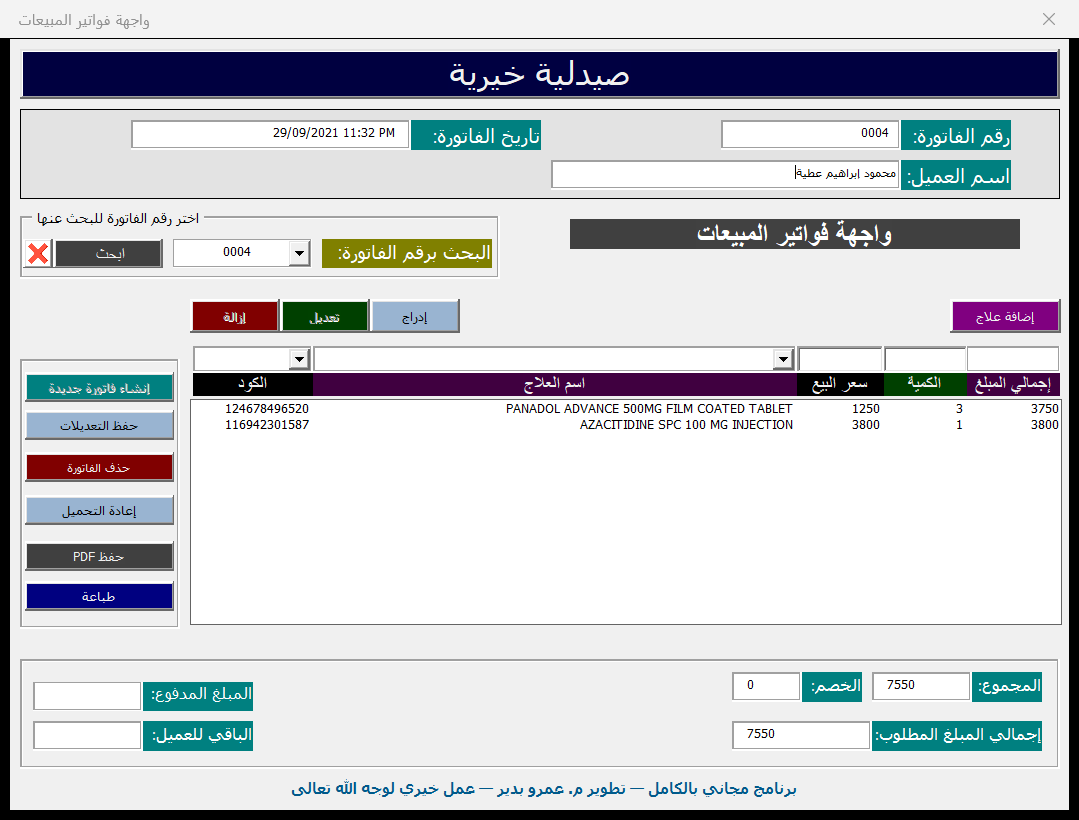 واجهة فواتير المبيعات
صيدلية خيرية
رقم الفاتورة: 0004 تاريخ الفاتورة: 29/09/2021 11:32 PM
اسم العميل: محمود إبراهيم عطية
واجهة فواتير المبيعات
اختر رقم الفاتورة للبحث عنها
البحث برقم الفاتورة: 0004 ابحث
إضافة علاج إدراج تعديل إزالة
إجمالي المبلغ الكمية سعر البيع اسم العلاج الكود
3750 3 1250 PANADOL ADVANCE 500MG FILM COATED TABLET 124678496520
3800 1 3800 AZACITIDINE SPC 100 MG INJECTION 116942301587
إنشاء فاتورة جديدة
حفظ التعديلات
حذف الفاتورة
إعادة التحميل
حفظ PDF
طباعة
المجموع: 7550 الخصم: 0 المبلغ المدفوع:
إجمالي المبلغ المطلوب: 7550 الباقي للعميل:
برنامج مجاني بالكامل — تطوير م. عمرو بدير — عمل خيري لوجه الله تعالى